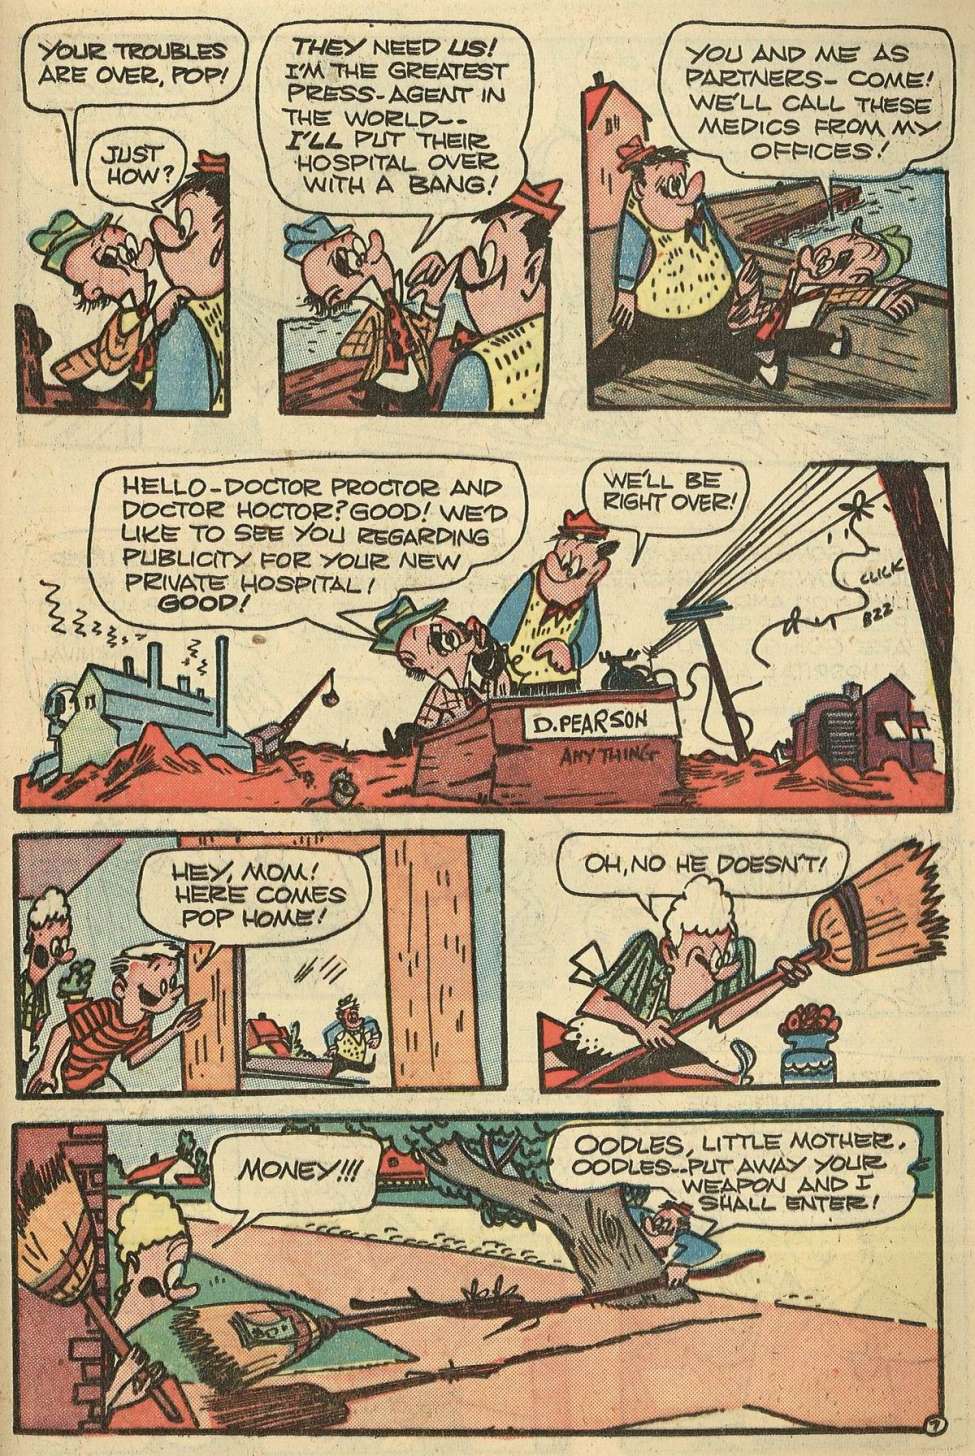 YOUR TROUBLES
ARE OVER, POP!
JUST
HOW?
THEY NEED US!
I'M THE GREATEST
PRESS-AGENT IN
THE WORLD--
I'LL PUT THEIR
HOSPITAL OVER
WITH A BANG!
YOU AND ME AS
PARTNERS- COME!
WE'LL CALL THESE
MEDICS FROM MY
OFFICES!
HELLO-DOCTOR PROCTOR AND
DOCTOR HOCTOR? GOOD! WE'D
LIKE TO SEE YOU REGARDING
PUBLICITY FOR YOUR NEW
PRIVATE HOSPITAL!
GOOD!
WE'LL BE
RIGHT OVER!
CLICK
BZZ
D. PEARSON
ANYTHING
HEY, MOM!
HERE COMES
POP HOME!
OH, NO HE DOESN'T!
MONEY!!!
OODLES, LITTLE MOTHER.
OODLES--PUT AWAY YOUR
WEAPON AND I
SHALL ENTER!
7